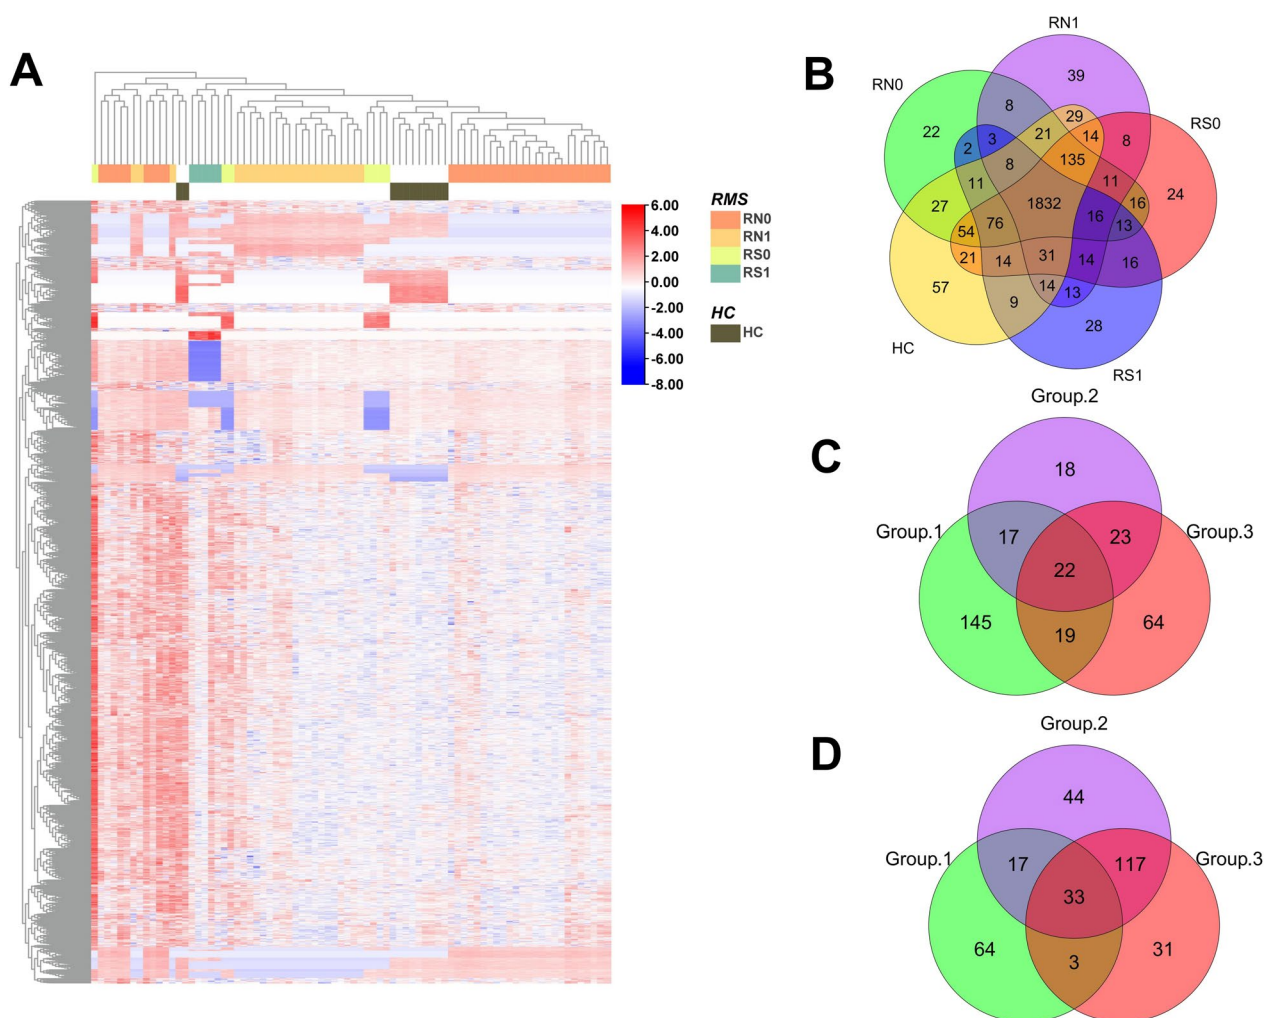 A
6.00
4.00
2.00
0.00
-2.00
-4.00
-6.00
-8.00
RMS
RN0
RN1
RS0
RS1
HC
HC
B
RN1
RN0
RS0
HC
RS1
39
8
29
8
22
2
3
21
14
135
8
11
11
24
27
1832
16
16
13
54
76
21
14
31
14
16
57
9
14
13
28
C
Group.2
Group.1
Group.3
18
17
23
22
145
19
64
D
Group.2
Group.1
Group.3
44
17
117
33
64
3
31